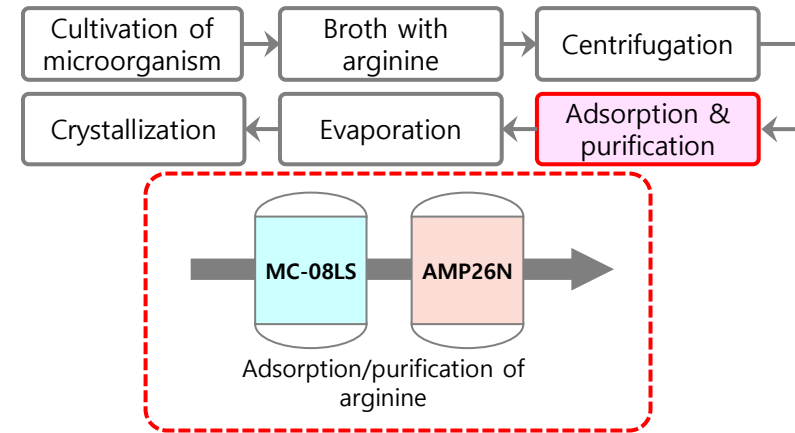 Cultivation of
microorganism
Broth with
arginine
Centrifugation
Crystallization
Evaporation
Adsorption &
purification
MC-08LS
AMP26N
Adsorption/purification of
arginine